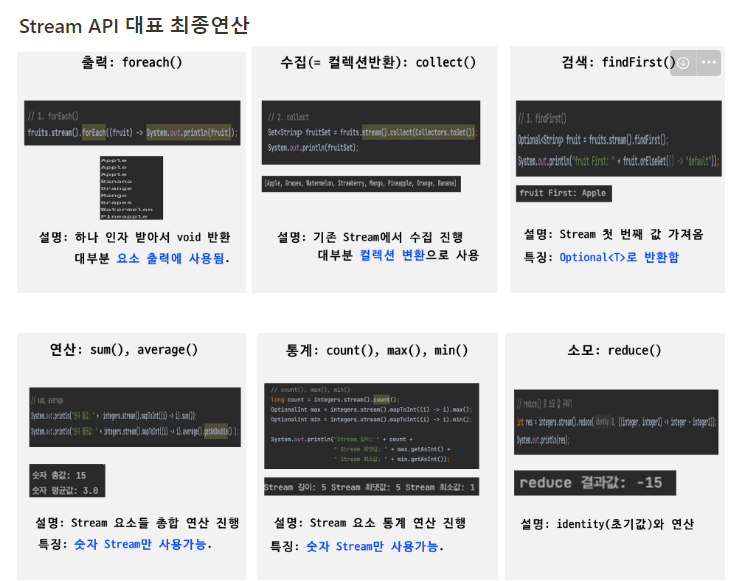 Stream API 대표 최종연산
출력: foreach()
// 1. forEach()
fruits.stream().forEach((fruit) -> System.out.println(fruit));
Apple
Apple
Apple
Banana
Orange
Mango
Grapes
Watermelon
Pineapple
설명: 하나 인자 받아서 void 반환
대부분 요소 출력에 사용됨.
수집(= 컬렉션반환): collect()
// 2. collect
Set<String> fruitSet = fruits.stream().collect(Collectors.toSet());
System.out.println(fruitSet);
[Apple, Grapes, Watermelon, Strawberry, Mango, Pineapple, Orange, Banana]
설명: 기존 Stream에서 수집 진행
대부분 컬렉션 변환으로 사용
검색: findFirst()
// 3. findFirst()
Optional<String> fruit = fruits.stream().findFirst();
System.out.println("fruit First: " + fruit.orElseGet(() -> "default"));
fruit First: Apple
설명: Stream 첫 번째 값 가져옴
특징: Optional<T>로 반환함
연산: sum(), average()
// sum, average
System.out.println("숫자 총값: " + integers.stream().mapToInt((i) -> i).sum());
System.out.println("숫자 평균값: " + integers.stream().mapToInt((i) -> i).average().getAsDouble() );
숫자 총값: 15
숫자 평균값: 3.0
설명: Stream 요소들 총합 연산 진행
특징: 숫자 Stream만 사용가능.
통계: count(), max(), min()
// count(), max(), min()
long count = integers.stream().count();
OptionalInt max = integers.stream().mapToInt((i) -> i).max();
OptionalInt min = integers.stream().mapToInt((i) -> i).min();
System.out.println("Stream 길이: " + count +
" Stream 최댓값: " + max.getAsInt() +
" Stream 최소값: " + min.getAsInt());
Stream 길이: 5 Stream 최댓값: 5 Stream 최소값: 1
설명: Stream 요소 통계 연산 진행
특징: 숫자 Stream만 사용가능.
소모: reduce()
// reduce()
int res = integers.stream().reduce( identity: 0, ((integer, integer2) -> integer - integer2));
System.out.println(res);
reduce 결과값: -15
설명: identity(초기값)와 연산